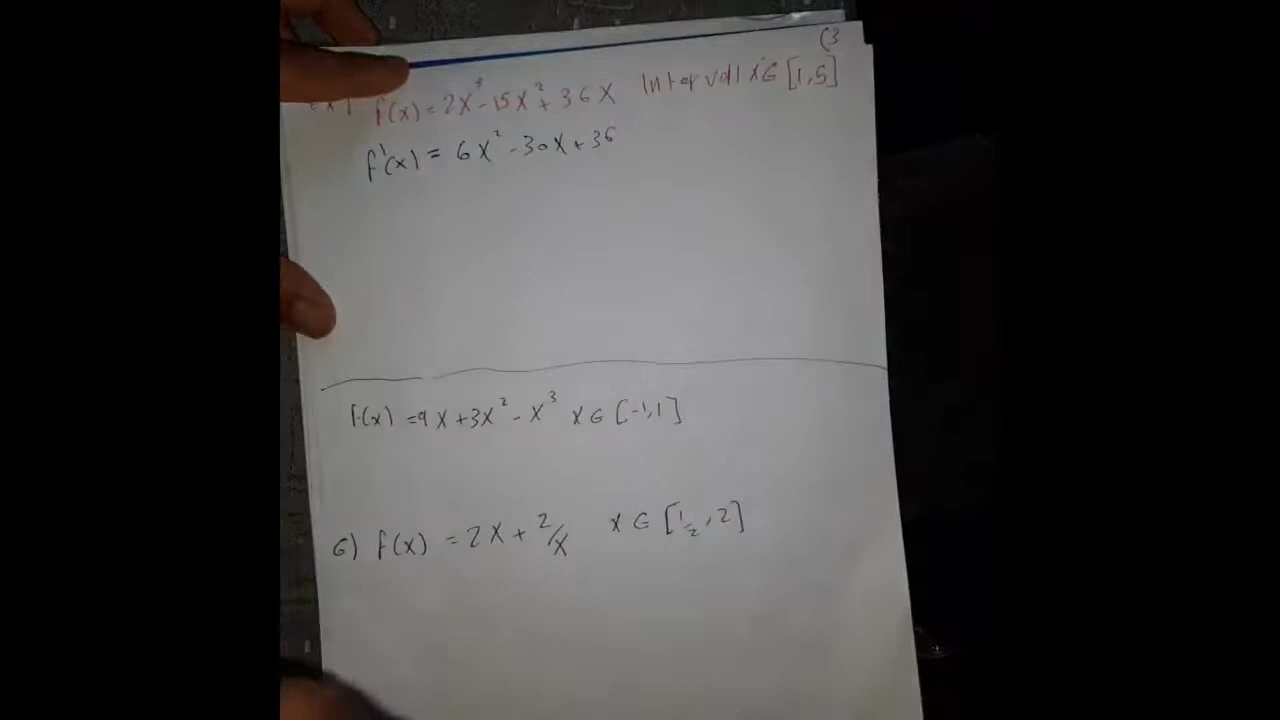 (3
f(x) = 2x³ - 15x² + 36x Interval x∈ [1,5]
f'(x) = 6x² - 30x + 36
f(x) = 9x + 3x² - x³ x∈ [-1,1]
6) f(x) = 2x + 2/x x∈ [1/2, 2]